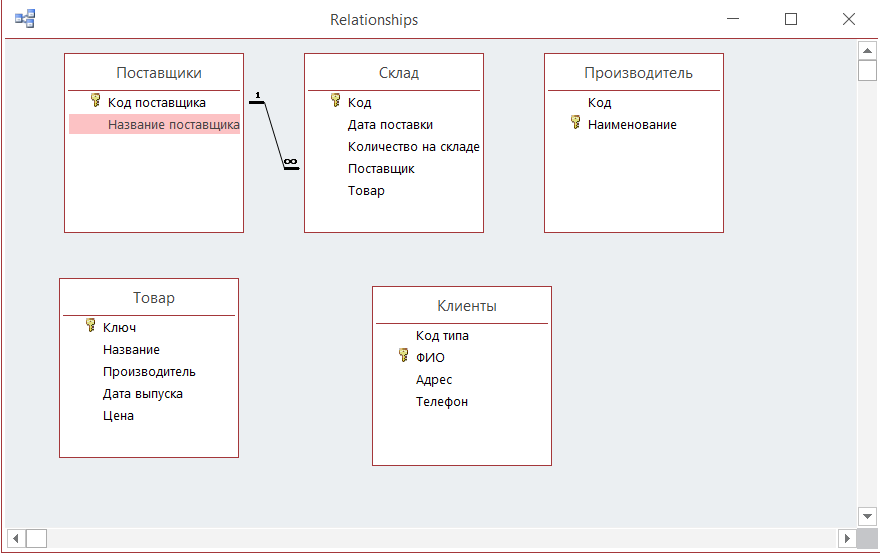 Relationships
Поставщики
Код поставщика
Название поставщика
1
∞
Склад
Код
Дата поставки
Количество на складе
Поставщик
Товар
Производитель
Код
Наименование
Товар
Ключ
Название
Производитель
Дата выпуска
Цена
Клиенты
Код типа
ФИО
Адрес
Телефон